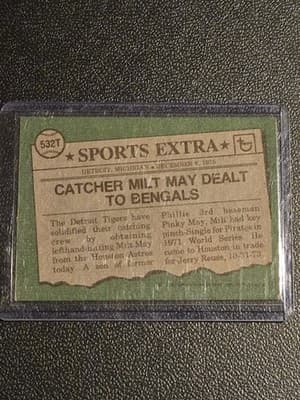 532T
★ SPORTS EXTRA ★
DETROIT, MICHIGAN • DECEMBER 6, 1975
CATCHER MILT MAY DEALT
TO BENGALS
The Detroit Tigers have
solidified their catching
crew by obtaining
lefthand-batting Milt May
from the Houston Astros
today. A son of former
Phillie 3rd baseman
Pinky May, Milt had key
pinch-Single for Pirates in
1971 World Series. He
came to Houston in trade
for Jerry Reuss, 10-31-73.